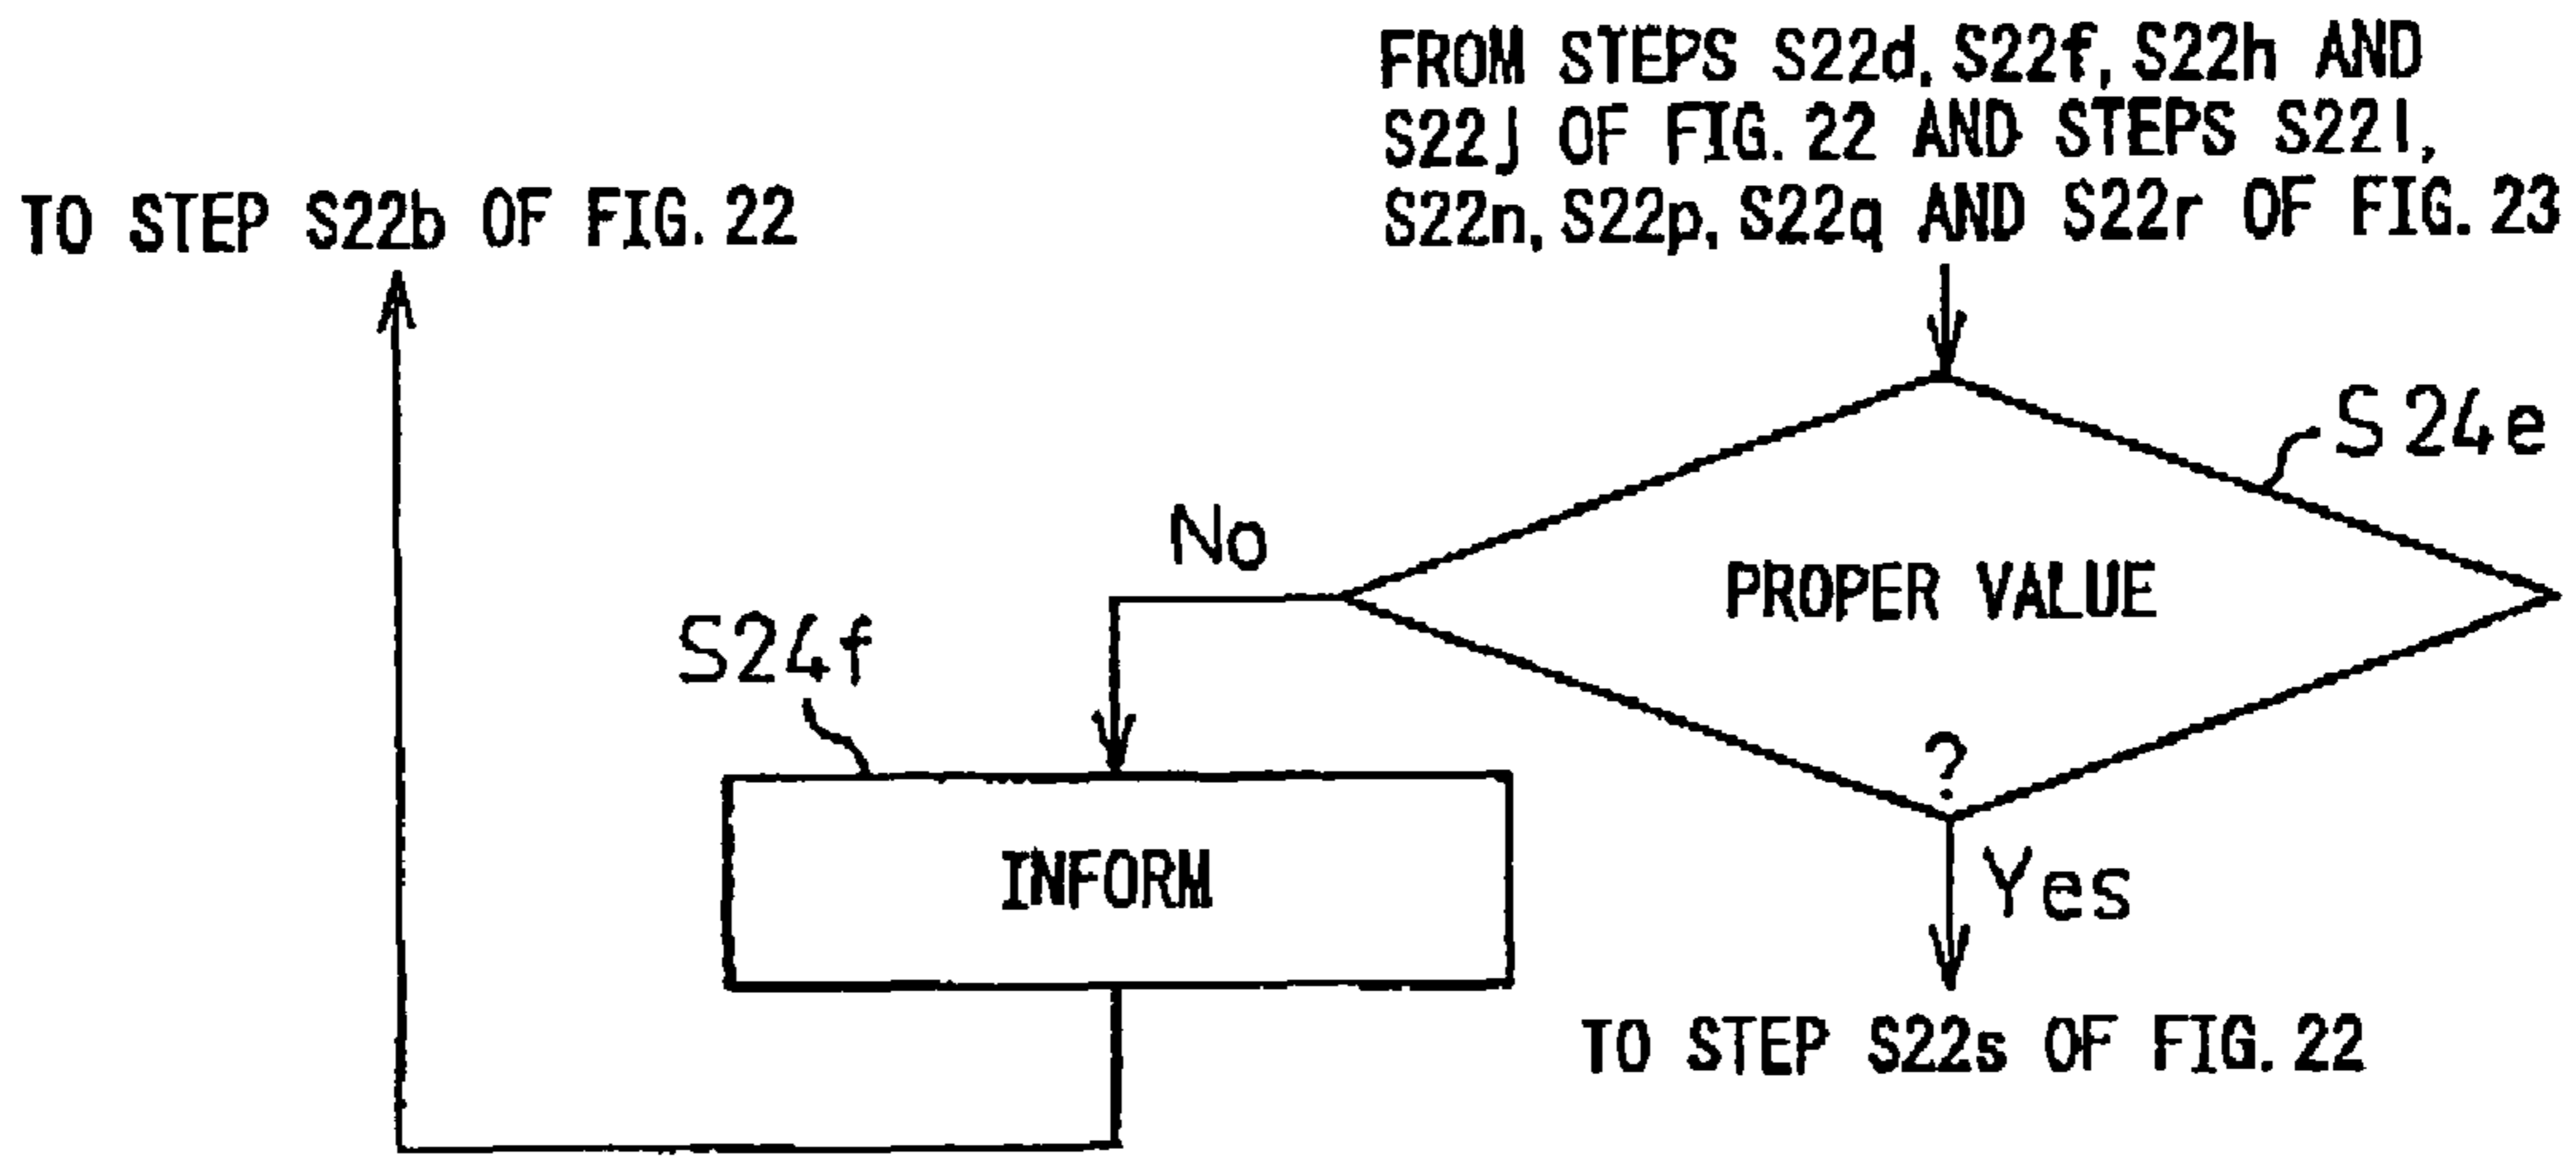 FROM STEPS S22d, S22f, S22h AND
S22j OF FIG. 22 AND STEPS S22l,
S22n, S22p, S22q AND S22r OF FIG. 23
TO STEP S22b OF FIG. 22
S24e
No
PROPER VALUE
?
S24f
INFORM
Yes
TO STEP S22s OF FIG. 22